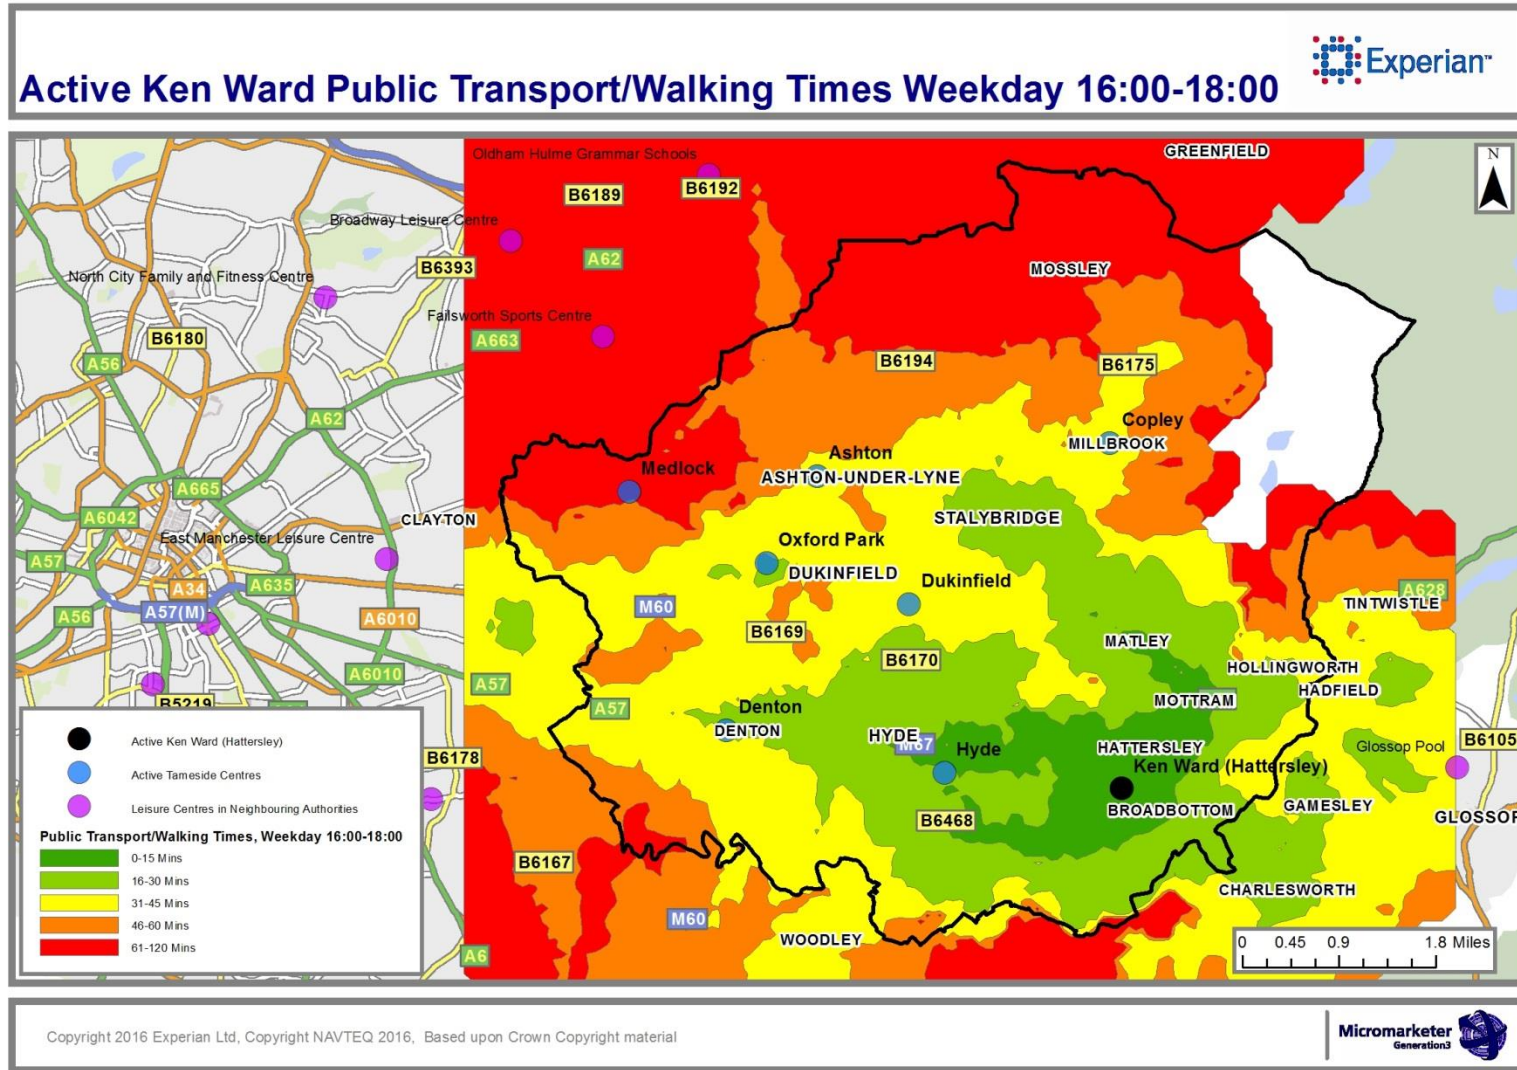 Active Ken Ward Public Transport/Walking Times Weekday 16:00-18:00
Experian™
GREENFIELD
N
Oldham Hulme Grammar Schools
B6189
B6192
Broadway Leisure Centre
A62
B6393
North City Family and Fitness Centre
MOSSLEY
Failsworth Sports Centre
B6180
A663
A56
B6194
B6175
A62
Copley
MILLBROOK
Ashton
Medlock
ASHTON-UNDER-LYNE
A665
A6042
CLAYTON
STALYBRIDGE
East Manchester Leisure Centre
Oxford Park
A57
DUKINFIELD
Dukinfield
A635
A34
A628
TINTWISTLE
A57(M)
M60
A56
A6010
B6169
MATLEY
B6170
HOLLINGWORTH
A6010
A57
HADFIELD
B5219
MOTTRAM
A57
Denton
DENTON
HYDE
M67
Hyde
HATTERSLEY
Glossop Pool
B6105
B6178
Ken Ward (Hattersley)
BROADBOTTOM
GAMESLEY
B6468
GLOSSOP
B6167
CHARLESWORTH
M60
WOODLEY
A6
Active Ken Ward (Hattersley)
Active Tameside Centres
Leisure Centres in Neighbouring Authorities
Public Transport/Walking Times, Weekday 16:00-18:00
0-15 Mins
16-30 Mins
31-45 Mins
46-60 Mins
61-120 Mins
0 0.45 0.9 1.8 Miles
Copyright 2016 Experian Ltd, Copyright NAVTEQ 2016, Based upon Crown Copyright material
Micromarketer
Generation3